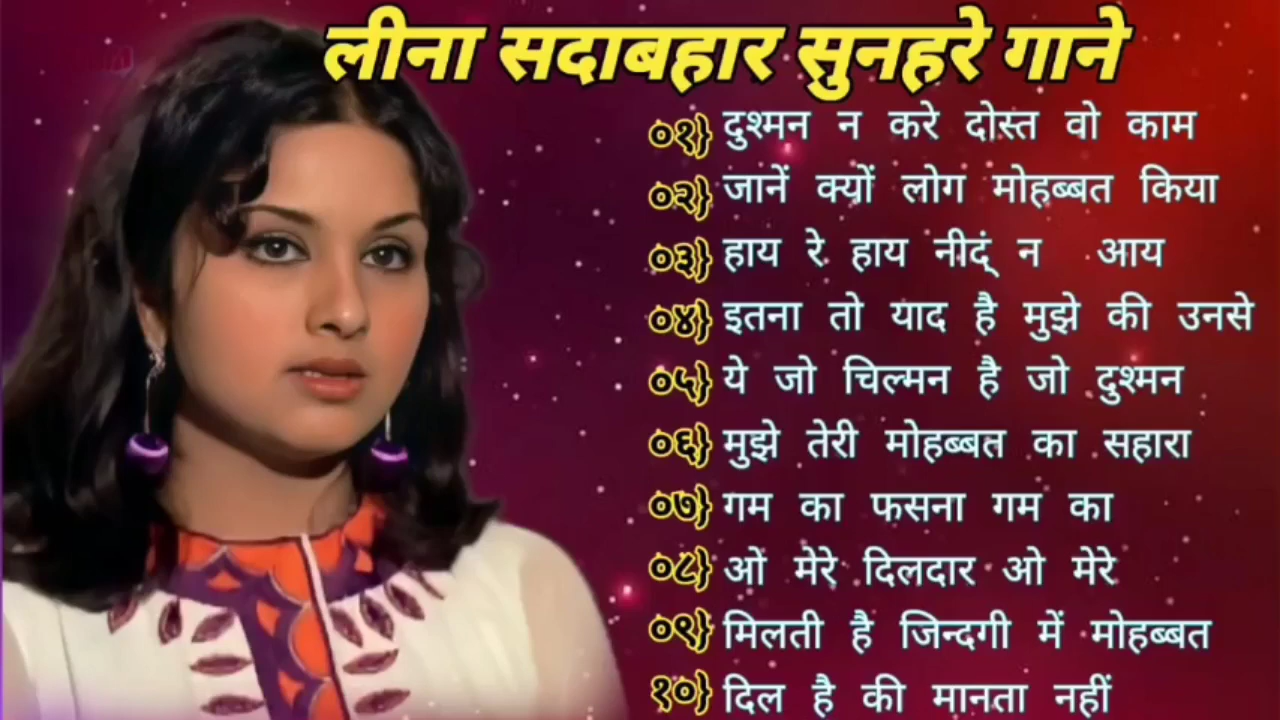 लीना सदाबहार सुनहरे गाने
०१} दुश्मन न करे दोस्त वो काम
०२} जानें क्यों लोग मोहब्बत किया
०३} हाय रे हाय नीदं् न आय
०४} इतना तो याद है मुझे की उनसे
०५} ये जो चिल्मन है जो दुश्मन
०६} मुझे तेरी मोहब्बत का सहारा
०७} गम का फसना गम का
०८} ओं मेरे दिलदार ओ मेरे
०९} मिलती है जिन्दगी में मोहब्बत
१०} दिल है की मानता नहीं